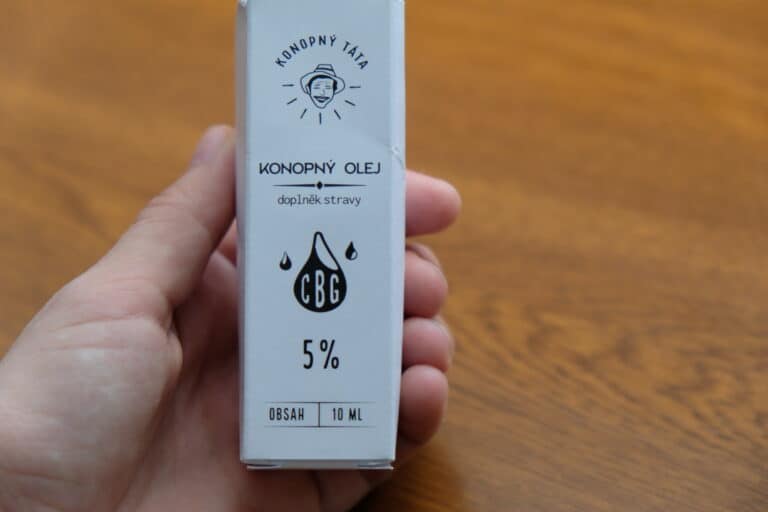 KONOPNÝ TÁTA
KONOPNÝ OLEJ
doplněk stravy
CBG
5%
OBSAH 10 ML